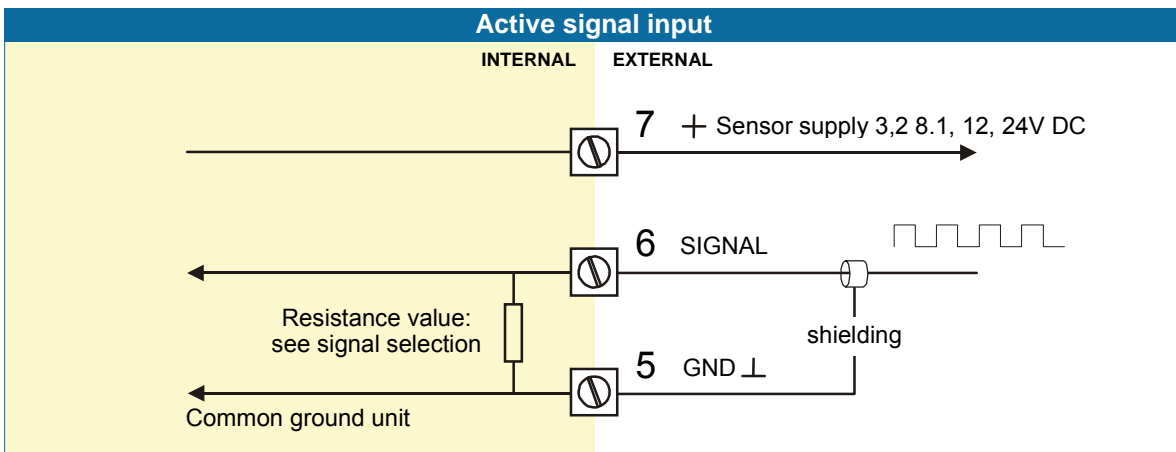 Active signal input
INTERNAL EXTERNAL
7 + Sensor supply 3,2 8.1, 12, 24V DC
6 SIGNAL
Resistance value:
see signal selection
shielding
5 GND ⊥
Common ground unit